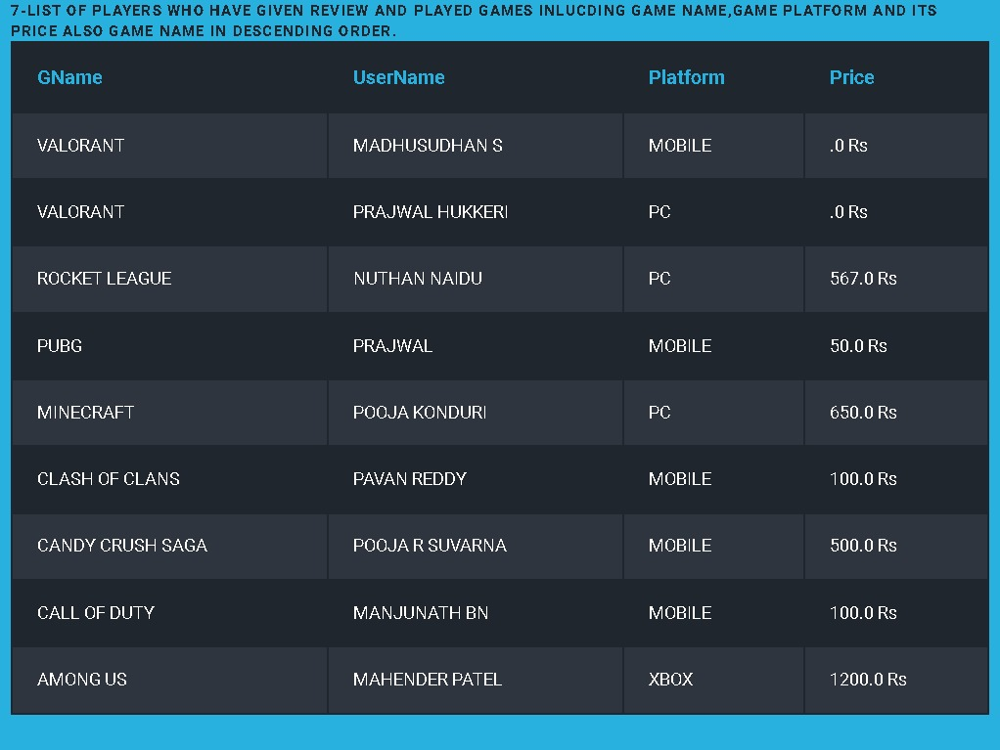 7-LIST OF PLAYERS WHO HAVE GIVEN REVIEW AND PLAYED GAMES INLUCDING GAME NAME,GAME PLATFORM AND ITS
PRICE ALSO GAME NAME IN DESCENDING ORDER.
GName UserName Platform Price
VALORANT MADHUSUDHAN S MOBILE .0 Rs
VALORANT PRAJWAL HUKKERI PC .0 Rs
ROCKET LEAGUE NUTHAN NAIDU PC 567.0 Rs
PUBG PRAJWAL MOBILE 50.0 Rs
MINECRAFT POOJA KONDURI PC 650.0 Rs
CLASH OF CLANS PAVAN REDDY MOBILE 100.0 Rs
CANDY CRUSH SAGA POOJA R SUVARNA MOBILE 500.0 Rs
CALL OF DUTY MANJUNATH BN MOBILE 100.0 Rs
AMONG US MAHENDER PATEL XBOX 1200.0 Rs